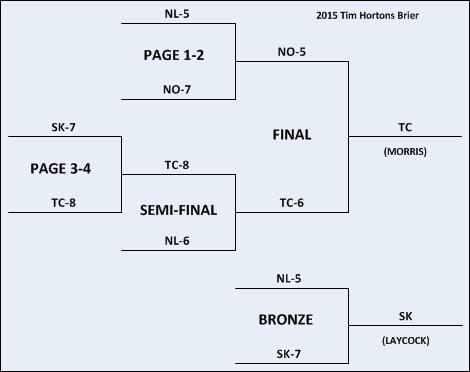 NL-5
2015 Tim Hortons Brier
PAGE 1-2
NO-5
NO-7
SK-7
FINAL
TC
(MORRIS)
PAGE 3-4
TC-8
TC-8
SEMI-FINAL
TC-6
NL-6
NL-5
BRONZE
SK
(LAYCOCK)
SK-7